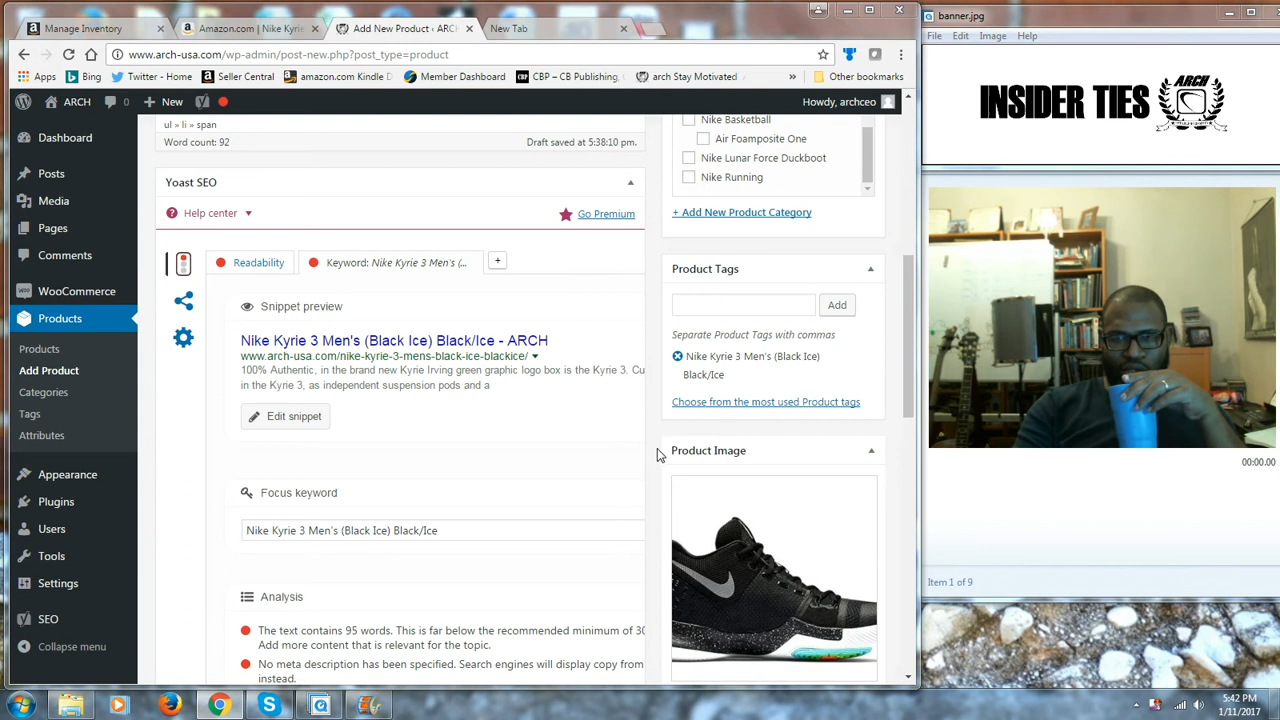 Manage Inventory
Amazon.com | Nike Kyrie
Add New Product ‹ ARCH
New Tab
www.arch-usa.com/wp-admin/post-new.php?post_type=product
Apps
Bing
Twitter - Home
Seller Central
amazon.com Kindle D
Member Dashboard
CBP – CB Publishing,
arch Stay Motivated
»
Other bookmarks
ARCH
0
New
Howdy, archceo
Dashboard
Posts
Media
Pages
Comments
WooCommerce
Products
Products
Add Product
Categories
Tags
Attributes
Appearance
Plugins
Users
Tools
Settings
SEO
Collapse menu
ul » li » span
Word count: 92
Draft saved at 5:38:10 pm.
Yoast SEO
Help center
Go Premium
Readability
Keyword: Nike Kyrie 3 Men's (...
+
Snippet preview
Nike Kyrie 3 Men's (Black Ice) Black/Ice - ARCH
www.arch-usa.com/nike-kyrie-3-mens-black-ice-blackice/
100% Authentic, in the brand new Kyrie Irving green graphic logo box is the Kyrie 3. Cu
in the Kyrie 3, as independent suspension pods and a
Edit snippet
Focus keyword
Nike Kyrie 3 Men's (Black Ice) Black/Ice
Analysis
The text contains 95 words. This is far below the recommended minimum of 30
Add more content that is relevant for the topic.
No meta description has been specified. Search engines will display copy from
instead.
Nike Basketball
Air Foamposite One
Nike Lunar Force Duckboot
Nike Running
+ Add New Product Category
Product Tags
Add
Separate Product Tags with commas
Nike Kyrie 3 Men's (Black Ice)
Black/Ice
Choose from the most used Product tags
Product Image
banner.jpg
File Edit Image Help
INSIDER TIES
ARCH
00:00.00
Item 1 of 9
5:42 PM
1/11/2017